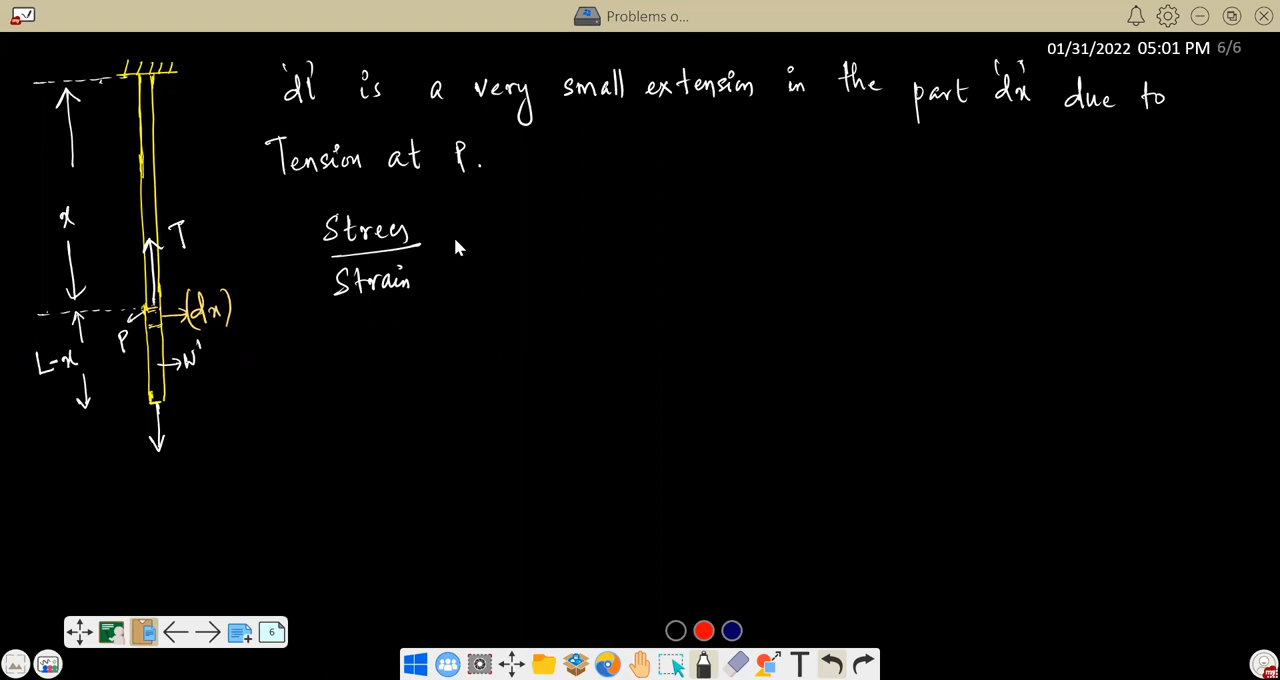 Problems o...
01/31/2022 05:01 PM 6/6
'dl' is a very small extension in the part 'dx' due to
Tension at P.
Stress
Strain
x
T
(dx)
P
L-x
W'
6
T